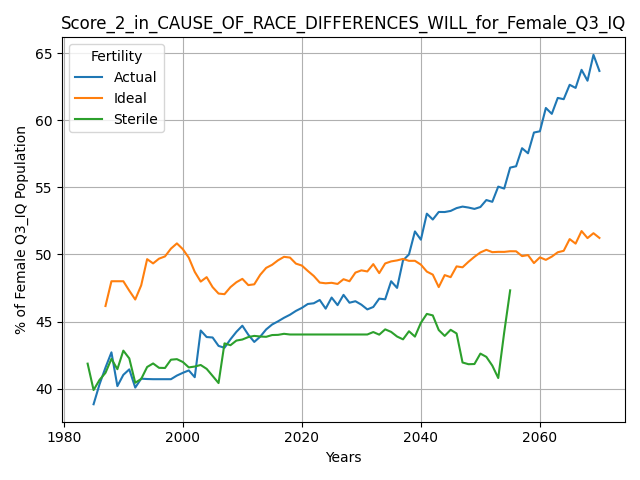 Score_2_in_CAUSE_OF_RACE_DIFFERENCES_WILL_for_Female_Q3_IQ
Fertility
Actual
Ideal
Sterile
% of Female Q3_IQ Population
65
60
55
50
45
40
1980
2000
2020
2040
2060
Years